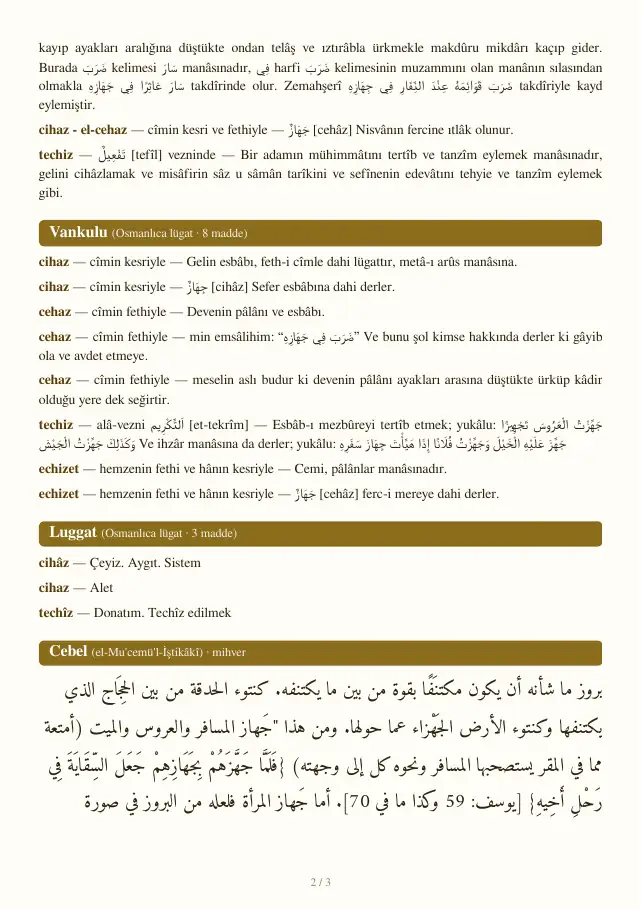 kayıp ayakları aralığına düştükte ondan telâş ve ıztırâbla ürkmekle makdûru mikdârı kaçıp gider.
Burada ضَرَبَ kelimesi سَارَ manâsınadır, فِي harfi ضَرَبَ kelimesinin muzammını olan manânın sılasından
olmakla سَارَ عَاثِرًا فِي جَهَازِهِ takdîrinde olur. Zemahşerî ضَرَبَ قَوَائِمَهُ عِنْدَ النِّفَارِ فِي جِهَازِهِ takdîriyle kayd
eylemiştir.
cihaz - el-cehaz — cîmin kesri ve fethiyle — جَهَازٌ [cehâz] Nisvânın fercine ıtlâk olunur.
techiz — تَفْعِيلٌ [tefîl] vezninde — Bir adamın mühimmâtını tertîb ve tanzîm eylemek manâsınadır,
gelini cihâzlamak ve misafirin sâz u sâmân tarîkini ve sefînenin edevâtını tehyie ve tanzîm eylemek
gibi.
Vankulu (Osmanlıca lügat · 8 madde)
cihaz — cîmin kesriyle — Gelin esbâbı, feth-i cîmle dahi lügattır, metâ-ı arûs manâsına.
cihaz — cîmin kesriyle — جِهَازٌ [cihâz] Sefer esbâbına dahi derler.
cehaz — cîmin fethiyle — Devenin pâlânı ve esbâbı.
cehaz — cîmin fethiyle — min emsâlihim: “ضَرَبَ فِي جَهَازِهِ” Ve bunu şol kimse hakkında derler ki gâyib
ola ve avdet etmeye.
cehaz — cîmin fethiyle — meselin aslı budur ki devenin pâlânı ayakları arasına düştükte ürküp kâdir
olduğu yere dek seğirtir.
techiz — alâ-vezni اَلتَّكْرِيمِ [et-tekrîm] — Esbâb-ı mezbûreyi tertîb etmek; yukâlu: جَهَّزْتُ الْعَرُوسَ تَجْهِيزًا
وَكَذَلِكَ جَهَّزْتُ الْجَيْشَ Ve ihzâr manâsına da derler; yukâlu: جَهَّزَ عَلَيْهِ الْخَيْلَ وَجَهَّزْتُ فُلَانًا إِذَا هَيَّأْتَ جِهَازَ سَفَرِهِ
echizet — hemzenin fethi ve hânın kesriyle — Cemi, pâlânlar manâsınadır.
echizet — hemzenin fethi ve hânın kesriyle — جَهَازٌ [cehâz] ferc-i mereye dahi derler.
Luggat (Osmanlıca lügat · 3 madde)
cihâz — Çeyiz. Aygıt. Sistem
cihaz — Alet
techîz — Donatım. Techîz edilmek
Cebel (el-Mu'cemü'l-İştikâkî) · mihver
بروز ما شأنه أن يكون مكتنَفًا بقوة من بين ما يكتنفه. كنتوء الحدقة من بين الحِجَاج الذي
يكتنفها وكنتوء الأرض الجَهْزاء عما حولها. ومن هذا "جَهاز المسافر والعروس والميت (أمتعة
مما في المقر يستصحبها المسافر ونحوه كل إلى وجهته) {فَلَمَّا جَهَّزَهُمْ بِجَهَازِهِمْ جَعَلَ السِّقَايَةَ فِي
رَحْلِ أَخِيهِ} [يوسف: 59 وكذا ما في 70]. أما جَهاز المرأة فلعله من البروز في صورة
2 / 3